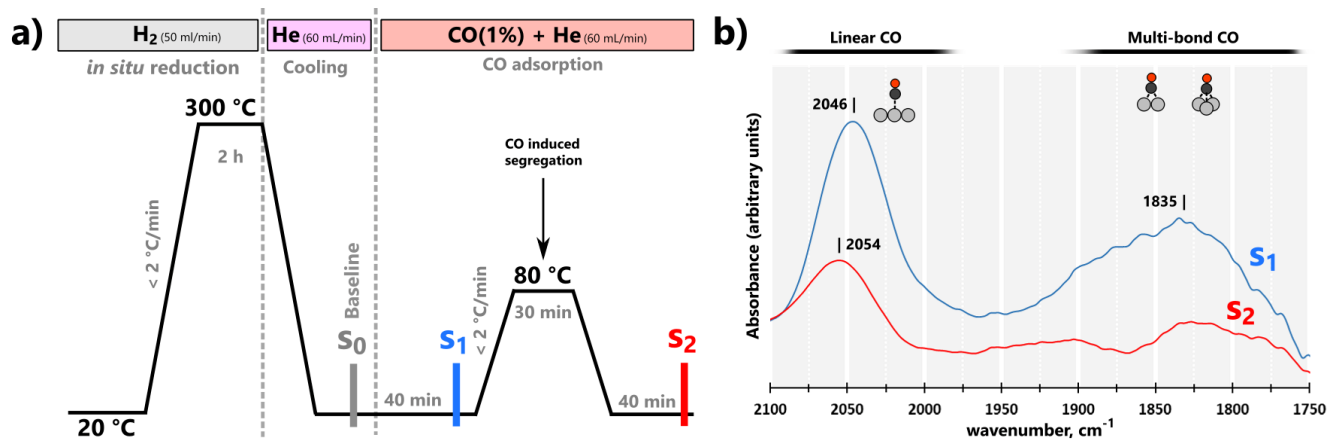 a)
H2 (50 ml/min)
He (60 mL/min)
CO(1%) + He (60 mL/min)
in situ reduction
Cooling
CO adsorption
300 °C
2 h
< 2 °C/min
20 °C
Baseline
S0
40 min
S1
< 2 °C/min
CO induced
segregation
80 °C
30 min
40 min
S2
b)
Linear CO
Multi-bond CO
2046 |
| 2054
1835 |
S1
S2
Absorbance (arbitrary units)
2100 2050 2000 1950 1900 1850 1800 1750
wavenumber, cm-1